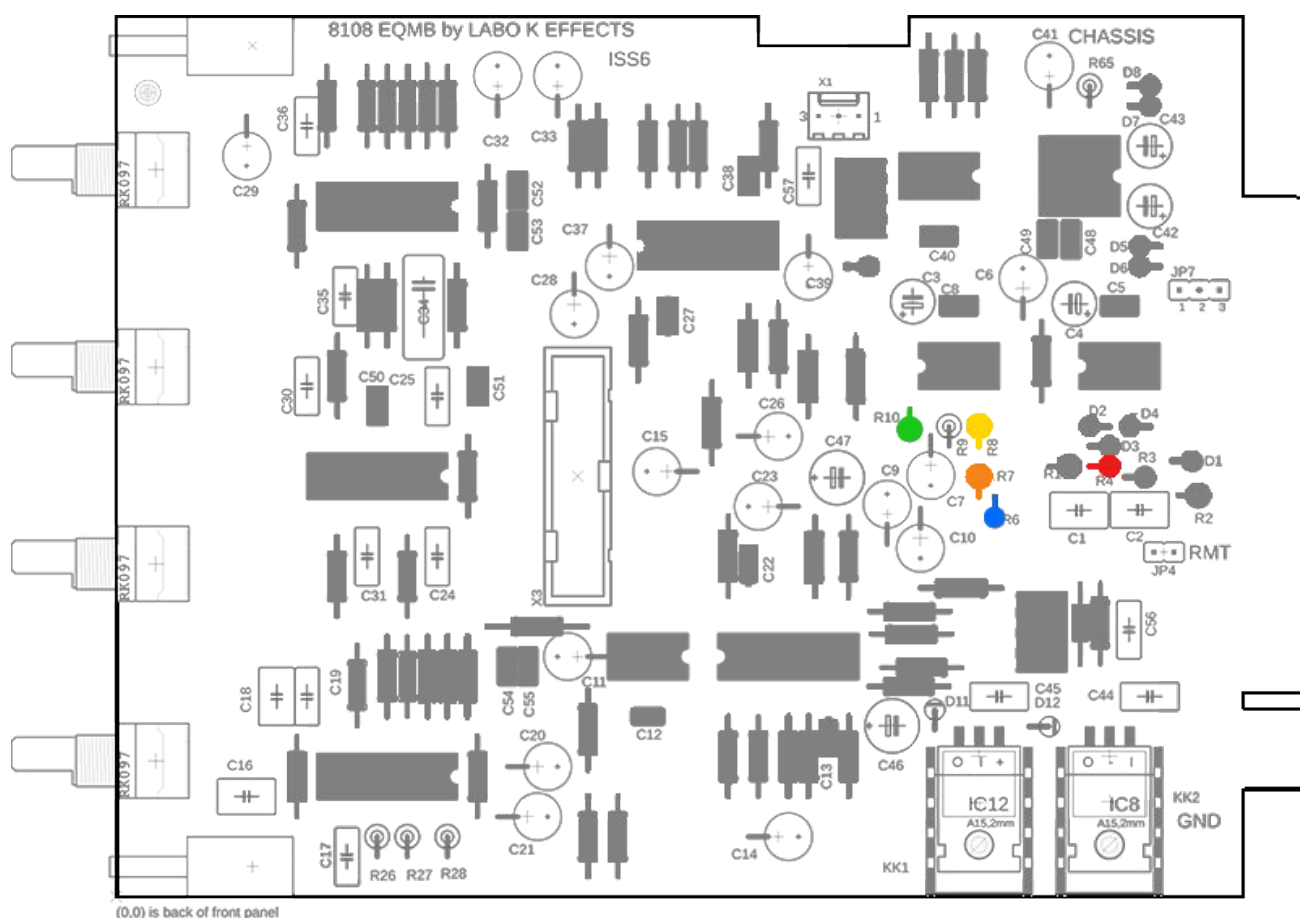 8108 EQMB by LABO K EFFECTS
ISS6
C41
CHASSIS
R65
D8
X1
3
1
D7
C43
C36
C32
C33
C38
C57
RK097
C29
C52
C53
C37
C49
C48
C42
C40
D5
D6
C39
C6
JP7
1 2 3
C28
C35
C34
C3
C8
C5
C4
C27
RK097
C30
C50
C25
C51
C26
R10
R9
R8
D2
D4
D3
C15
C47
C9
R7
R3
D1
R4
C23
C7
R6
R2
C1
C2
C10
RMT
JP4
C22
RK097
C31
C24
X3
C56
C19
C18
C54
C55
C11
C45
D11
D12
C44
C12
C46
C20
C13
RK097
C16
IC12
A15,2mm
IC8
A15,2mm
KK2
GND
C21
C14
C17
R26
R27
R28
KK1
(0,0) is back of front panel